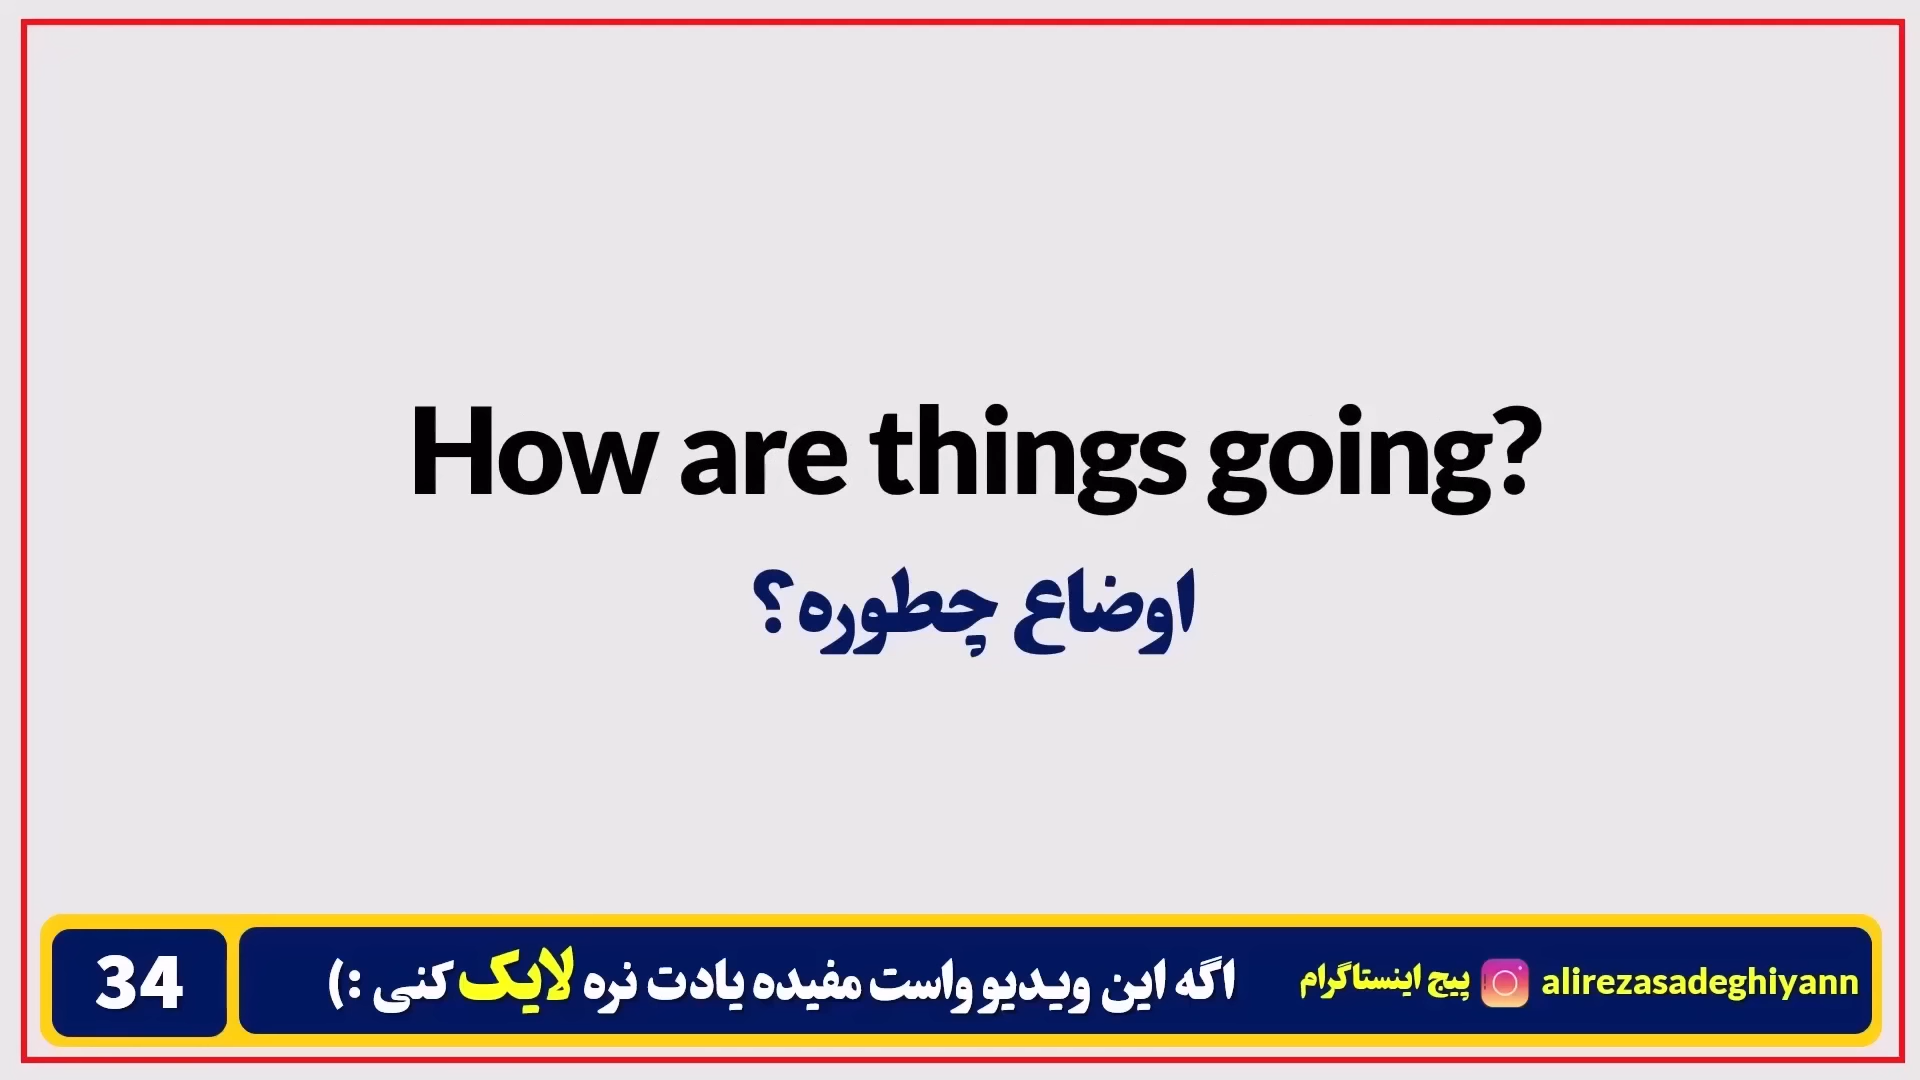 How are things going?
اوضاع چطوره؟
34
اگه این ویدیو واست مفیده یادت نره لایک کنی :)
پیج اینستاگرام
alirezasadeghiyann